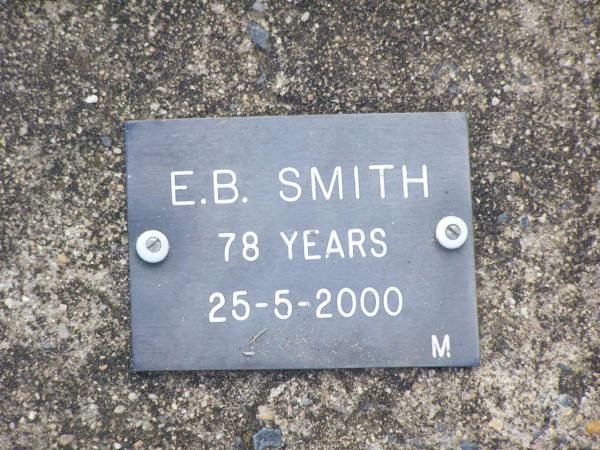 E.B. SMITH
78 YEARS
25-5-2000
M